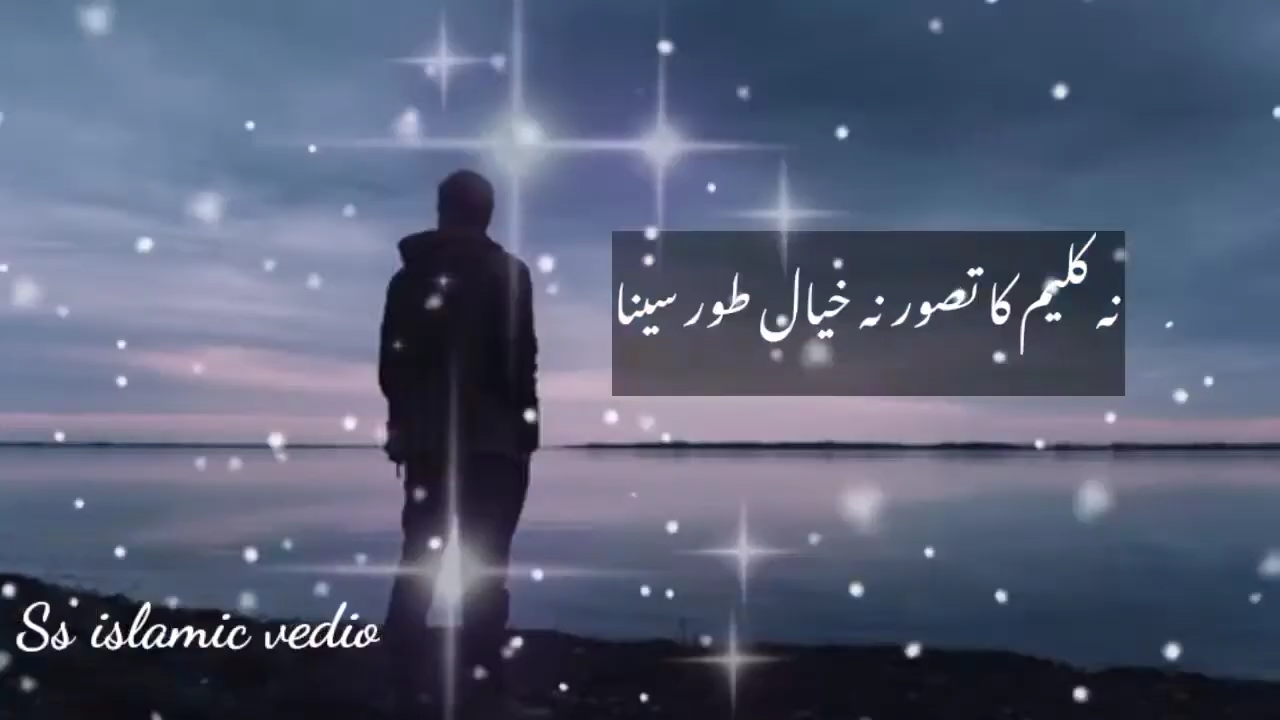 نہ کلیم کا تصور نہ خیال طور سینا
Ss islamic vedio